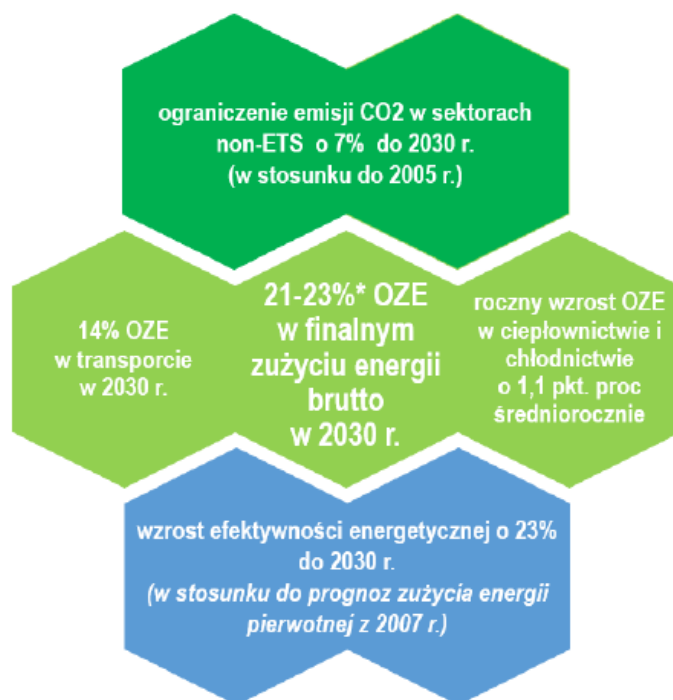 ograniczenie emisji CO2 w sektorach
non-ETS o 7% do 2030 r.
(w stosunku do 2005 r.)
14% OZE
w transporcie
w 2030 r.
21-23%* OZE
w finalnym
zużyciu energii
brutto
w 2030 r.
roczny wzrost OZE
w ciepłownictwie i
chłodnictwie
o 1,1 pkt. proc
średniorocznie
wzrost efektywności energetycznej o 23%
do 2030 r.
(w stosunku do prognoz zużycia energii
pierwotnej z 2007 r.)